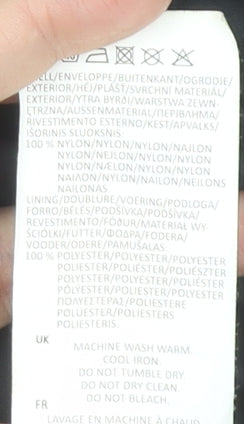 SHELL/ENVELOPPE/BUITENKANT/OGRODJE/
EXTERIOR/HÉJ/PLÁŠŤ/SVRCHNÍ MATERIÁL/
EXTERIØR/YTRA BYRÐI/WARSTWA ZEWN-
ĘTRZNA/AUSSENMATERIAL/ΠΕΡΙΒΛΗΜΑ/
RIVESTIMENTO ESTERNO/KEST/APVALKS/
IŠORINIS SLUOKSNIS:
100 % NYLON/NYLON/NYLON/NAJLON
NYLON/NEJLON/NYLON/NYLON
NYLON/NÆLON/NYLON/NYLON
ΝΑΙΛΟΝ/NYLON/NAILON/NEILONS
NAILONAS.
LINING/DOUBLURE/VOERING/PODLOGA/
FORRO/BÉLÉS/PODŠÍVKA/PODŠÍVKA/
REVESTIMENTO/FÓÐUR/MATERIAŁ WY-
ŚCIÓŁKI/FUTTER/ΦΟΔΡΑ/FODERA/
VOODER/ODERE/PAMUŠALAS:
100 % POLYESTER/POLYESTER/POLYESTER
POLIESTER/POLIÉSTER/POLIÉSZTER
POLYESTER/POLYESTER/POLIÉSTER
PÓLÝESTER/POLIESTER/POLYESTER
ΠΟΛΥΕΣΤΕΡΑΣ/POLIESTERE
POLÜESTER/POLIESTERS
POLIESTERIS.
UK
MACHINE WASH WARM.
COOL IRON.
DO NOT TUMBLE DRY.
DO NOT DRY CLEAN.
DO NOT BLEACH.
FR
LAVAGE EN MACHINE À CHAUD